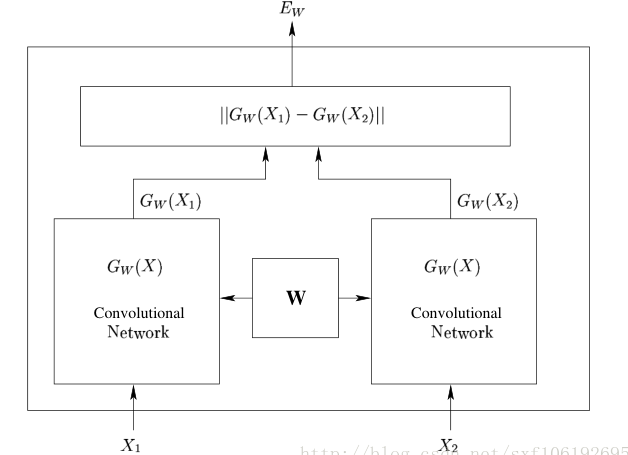 E_W
||G_W(X_1) − G_W(X_2)||
G_W(X_1) G_W(X_2)
G_W(X) G_W(X)
W
Convolutional Convolutional
Network Network
X_1 X_2